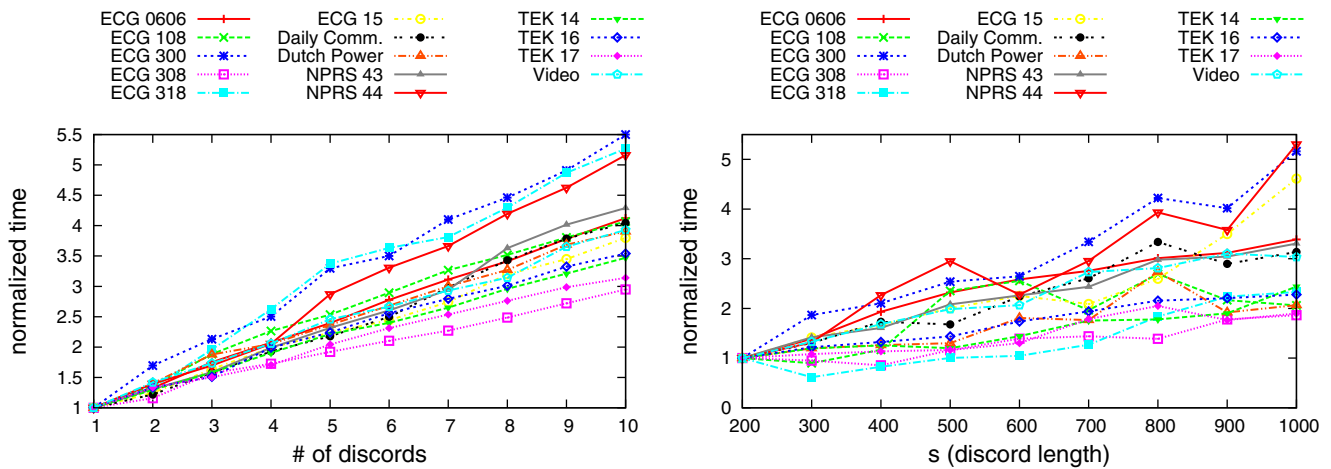 ECG 0606
ECG 108
ECG 300
ECG 308
ECG 318
ECG 15
Daily Comm.
Dutch Power
NPRS 43
NPRS 44
TEK 14
TEK 16
TEK 17
Video
5.5
5
4.5
4
3.5
3
2.5
2
1.5
1
normalized time
1 2 3 4 5 6 7 8 9 10
# of discords
ECG 0606
ECG 108
ECG 300
ECG 308
ECG 318
ECG 15
Daily Comm.
Dutch Power
NPRS 43
NPRS 44
TEK 14
TEK 16
TEK 17
Video
5
4
3
2
1
0
normalized time
200 300 400 500 600 700 800 900 1000
s (discord length)